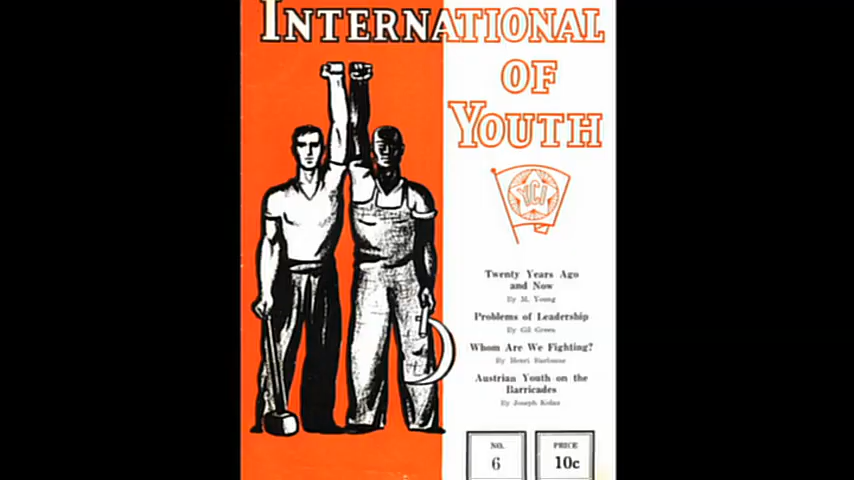 INTERNATIONAL
OF
YOUTH
YCI
Twenty Years Ago
and Now
By M. Young
Problems of Leadership
By Gil Green
Whom Are We Fighting?
By Henri Barbusse
Austrian Youth on the
Barricades
By Joseph
NO.
6
PRICE
10c